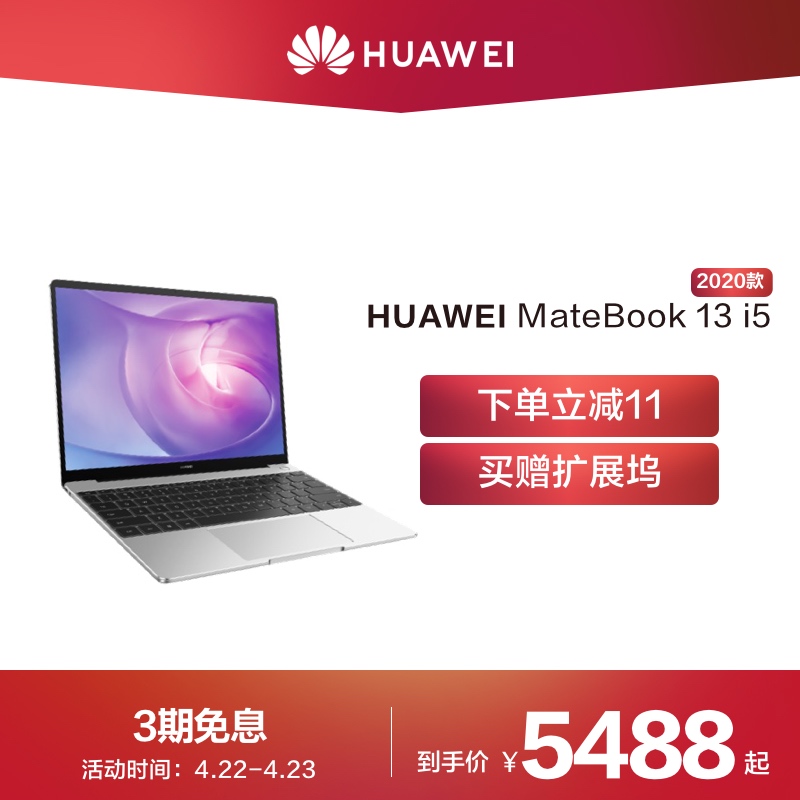 HUAWEI
2020款
HUAWEI MateBook 13 i5
下单立减11
买赠扩展坞
3期免息
活动时间：4.22-4.23
到手价 ¥5488起